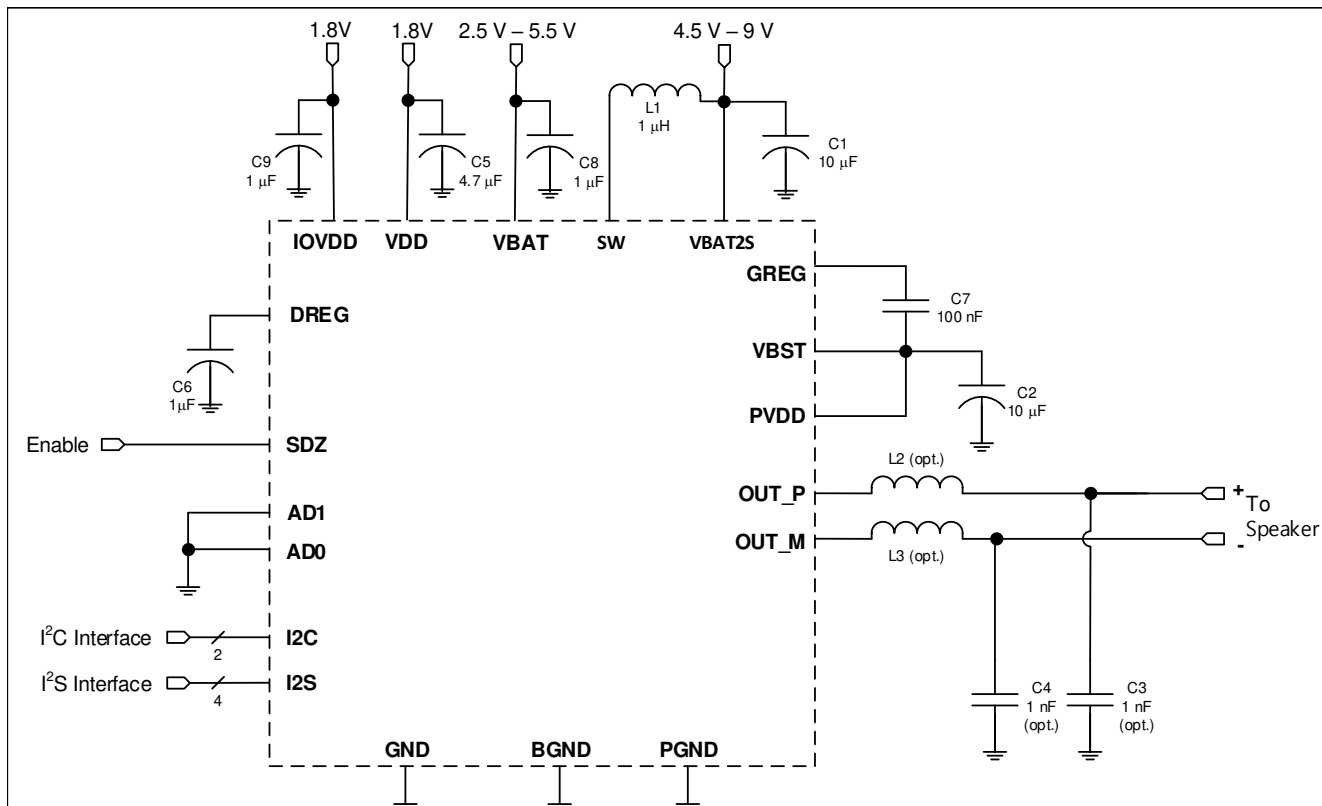 1.8V
1.8V
2.5 V – 5.5 V
4.5 V – 9 V
L1
1 μH
C9
1 μF
C5
4.7 μF
C8
1 μF
C1
10 μF
IOVDD
VDD
VBAT
SW
VBAT2S
GREG
C7
100 nF
DREG
VBST
C6
1μF
C2
10 μF
PVDD
Enable
SDZ
L2 (opt.)
OUT_P
+
To
Speaker
-
AD1
AD0
OUT_M
L3 (opt.)
I²C Interface
2
I2C
I²S Interface
4
I2S
C4
1 nF
(opt.)
C3
1 nF
(opt.)
GND
BGND
PGND